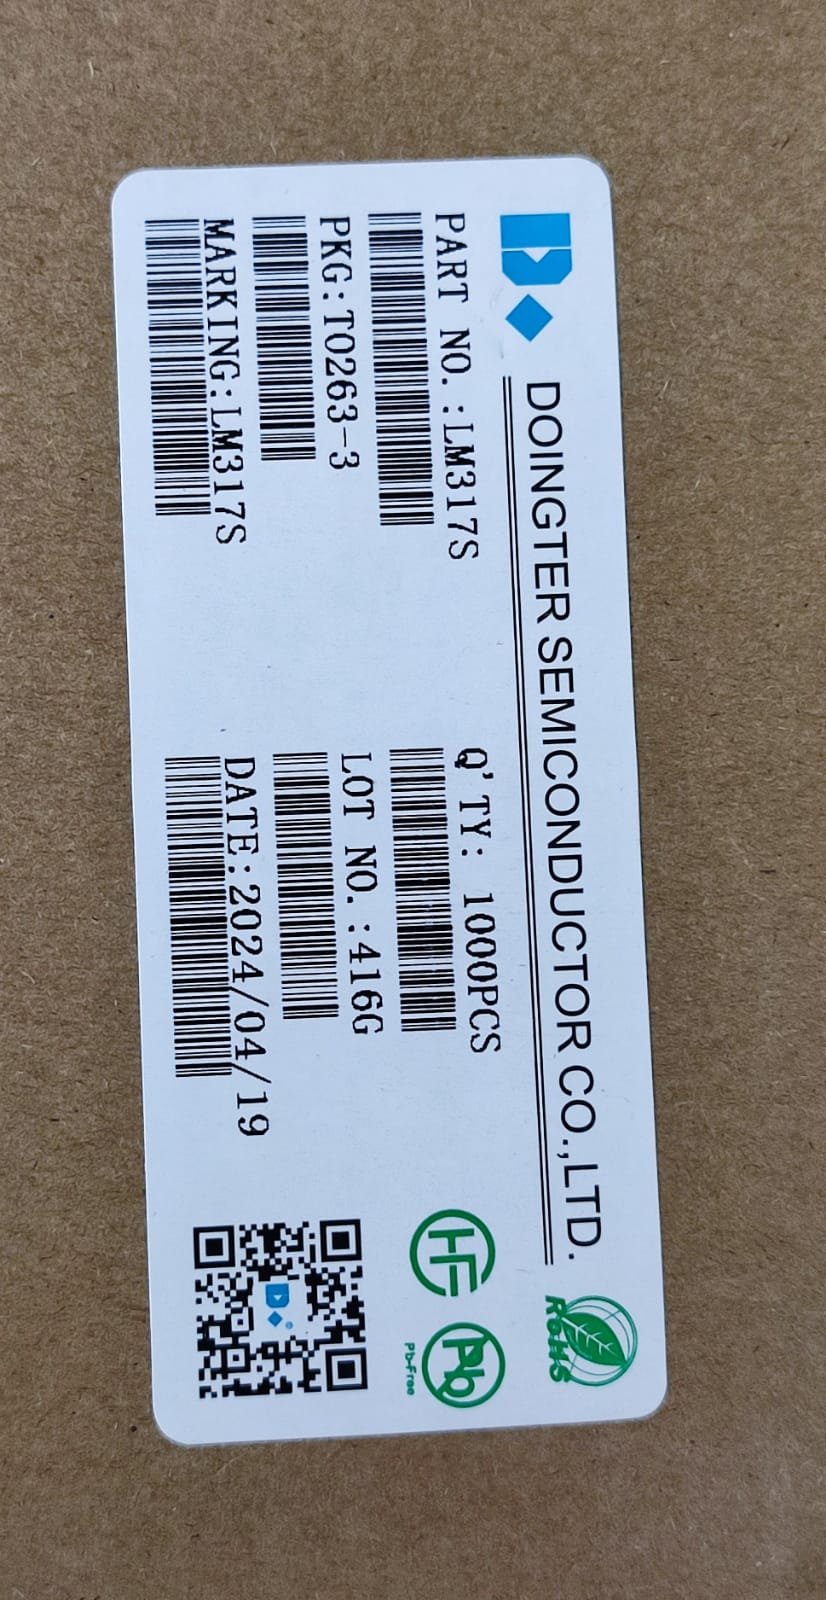 DOINGTER SEMICONDUCTOR CO.,LTD.
RoHS
PART NO.:LM317S
Q'TY: 1000PCS
HF
Pb
Pb-Free
PKG:TO263-3
LOT NO.:416G
MARKING:LM317S
DATE:2024/04/19